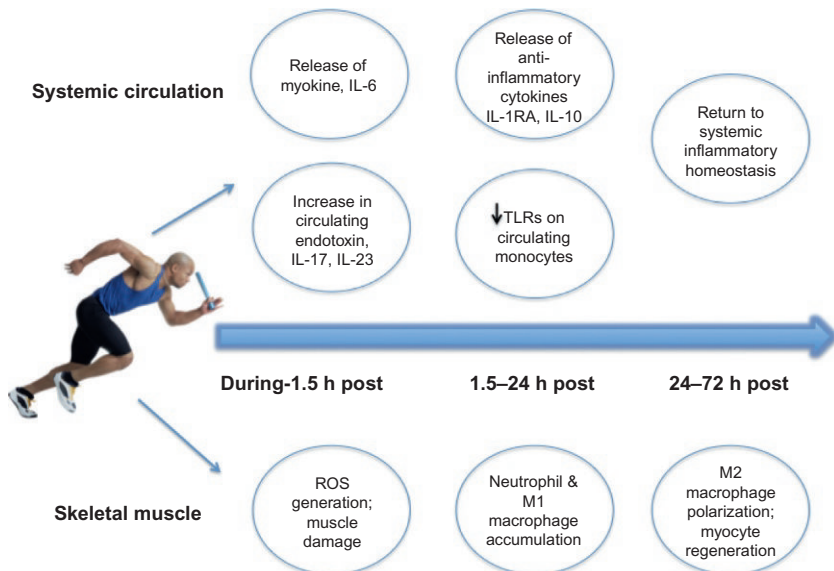 Systemic circulation
Release of
myokine, IL-6
Release of
anti-
inflammatory
cytokines
IL-1RA, IL-10
Return to
systemic
inflammatory
homeostasis
Increase in
circulating
endotoxin,
IL-17, IL-23
↓TLRs on
circulating
monocytes
During-1.5 h post
1.5–24 h post
24–72 h post
Skeletal muscle
ROS
generation;
muscle
damage
Neutrophil &
M1
macrophage
accumulation
M2
macrophage
polarization;
myocyte
regeneration